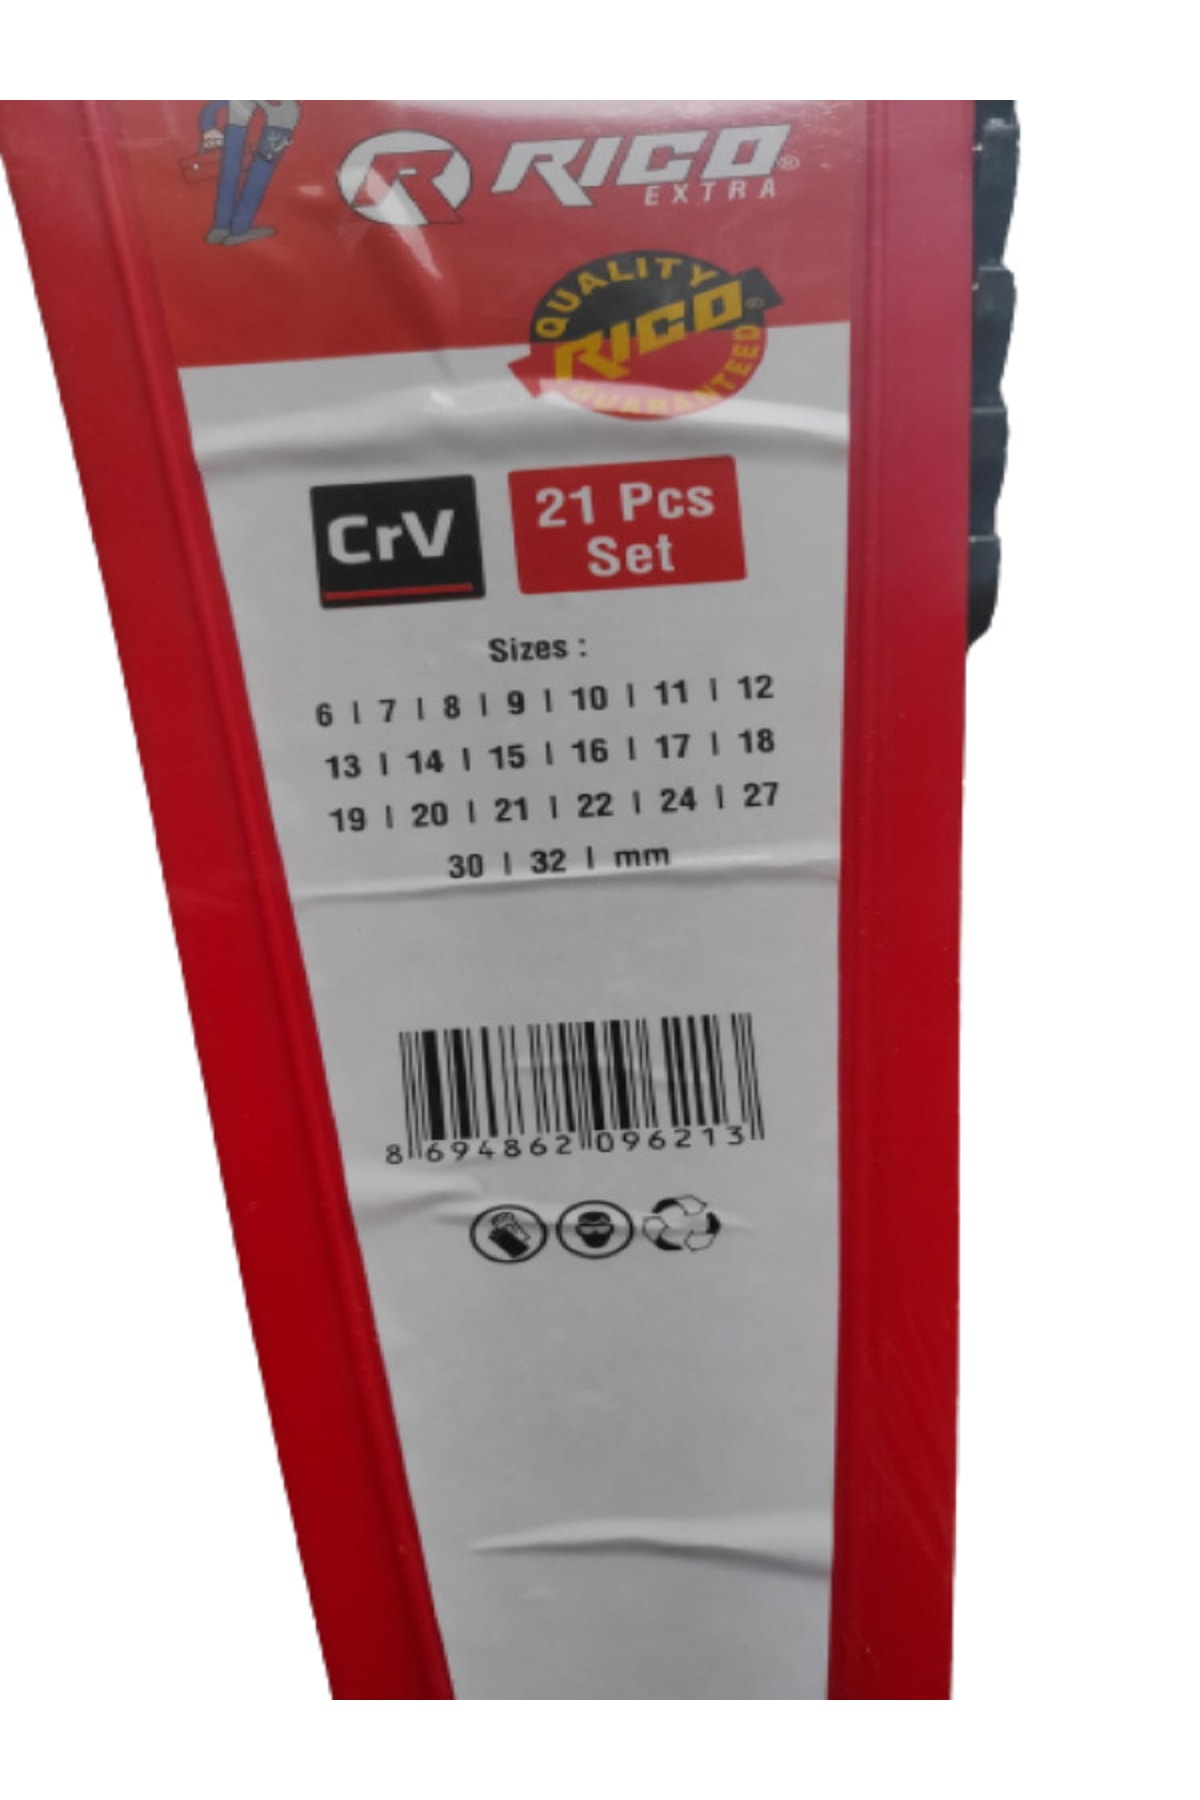 R RICO®
EXTRA
QUALITY
RICO®
GUARANTEED
CrV
21 Pcs
Set
Sizes :
6 | 7 | 8 | 9 | 10 | 11 | 12
13 | 14 | 15 | 16 | 17 | 18
19 | 20 | 21 | 22 | 24 | 27
30 | 32 | mm
8 694862 096213